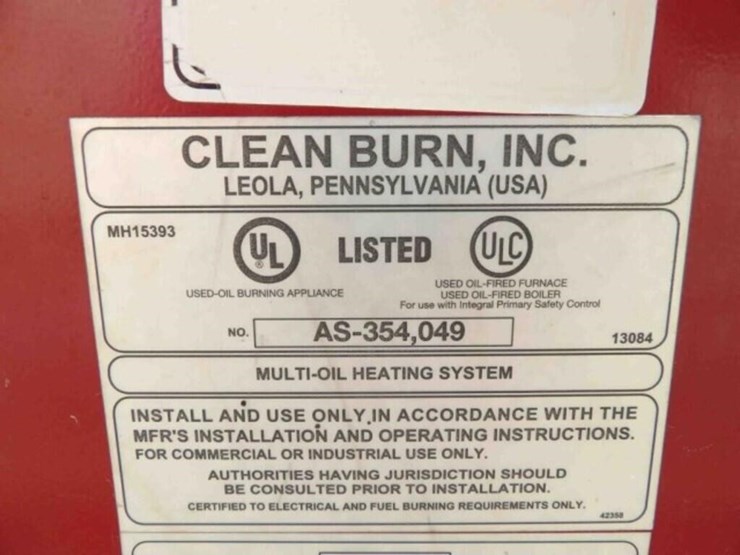 CLEAN BURN, INC.
LEOLA, PENNSYLVANIA (USA)
MH15393
UL LISTED ULC
USED-OIL BURNING APPLIANCE
USED OIL-FIRED FURNACE
USED OIL-FIRED BOILER
For use with Integral Primary Safety Control
NO. AS-354,049 13084
MULTI-OIL HEATING SYSTEM
INSTALL AND USE ONLY IN ACCORDANCE WITH THE
MFR'S INSTALLATION AND OPERATING INSTRUCTIONS.
FOR COMMERCIAL OR INDUSTRIAL USE ONLY.
AUTHORITIES HAVING JURISDICTION SHOULD
BE CONSULTED PRIOR TO INSTALLATION.
CERTIFIED TO ELECTRICAL AND FUEL BURNING REQUIREMENTS ONLY.
42358